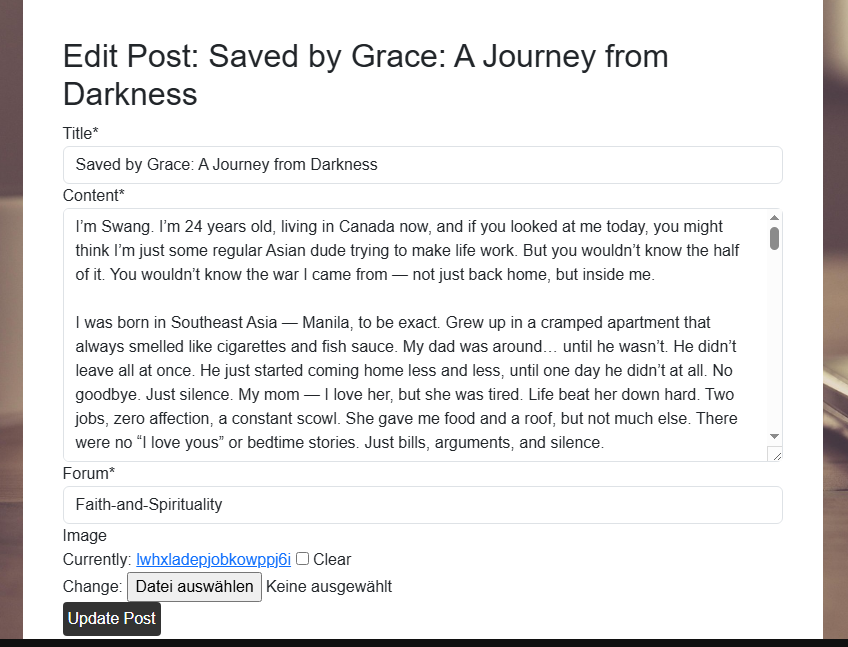 Edit Post: Saved by Grace: A Journey from
Darkness
Title*
Saved by Grace: A Journey from Darkness
Content*
I’m Swang. I’m 24 years old, living in Canada now, and if you looked at me today, you might
think I’m just some regular Asian dude trying to make life work. But you wouldn’t know the half
of it. You wouldn’t know the war I came from — not just back home, but inside me.
I was born in Southeast Asia — Manila, to be exact. Grew up in a cramped apartment that
always smelled like cigarettes and fish sauce. My dad was around… until he wasn’t. He didn’t
leave all at once. He just started coming home less and less, until one day he didn’t at all. No
goodbye. Just silence. My mom — I love her, but she was tired. Life beat her down hard. Two
jobs, zero affection, a constant scowl. She gave me food and a roof, but not much else. There
were no “I love yous” or bedtime stories. Just bills, arguments, and silence.
Forum*
Faith-and-Spirituality
Image
Currently: lwhxladepjobkowppj6i Clear
Change: Datei auswählen Keine ausgewählt
Update Post